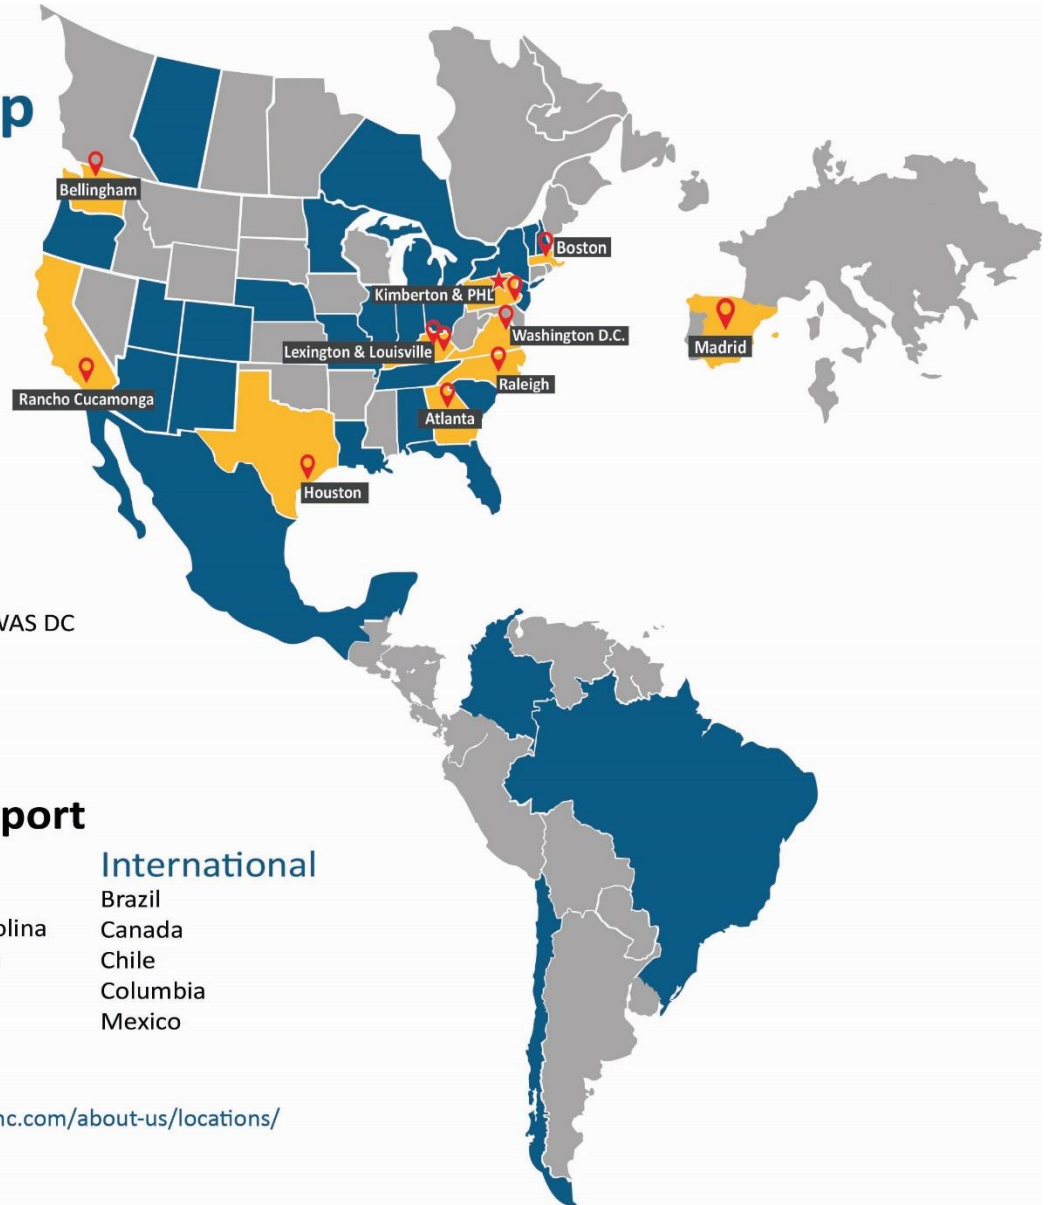 p
Bellingham
Boston
Kimberton & PHL
Washington D.C.
Lexington & Louisville
Madrid
Raleigh
Rancho Cucamonga
Atlanta
Houston
WAS DC
port
International
Brazil
olina
Canada
Chile
Columbia
Mexico
nc.com/about-us/locations/